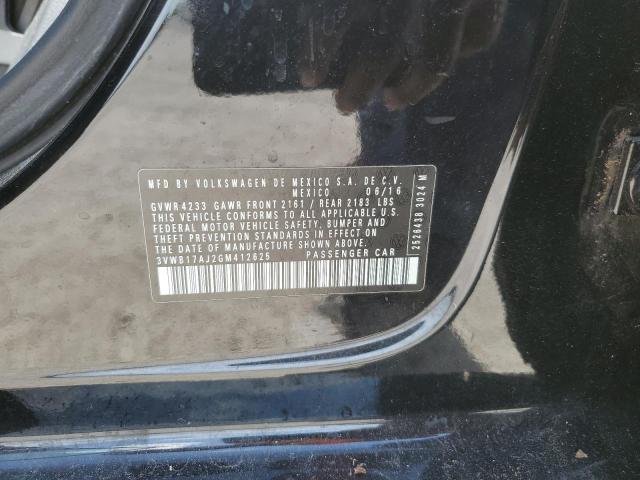 MFD BY VOLKSWAGEN DE MEXICO S.A. DE C.V.
MEXICO 06/16
GVWR 4233 GAWR FRONT 2161 / REAR 2183 LBS
THIS VEHICLE CONFORMS TO ALL APPLICABLE U.S.
FEDERAL MOTOR VEHICLE SAFETY, BUMPER AND
THEFT PREVENTION STANDARDS IN EFFECT ON
THE DATE OF MANUFACTURE SHOWN ABOVE.
3VWB17AJ2GM412625 PASSENGER CAR
2526438 3024 M